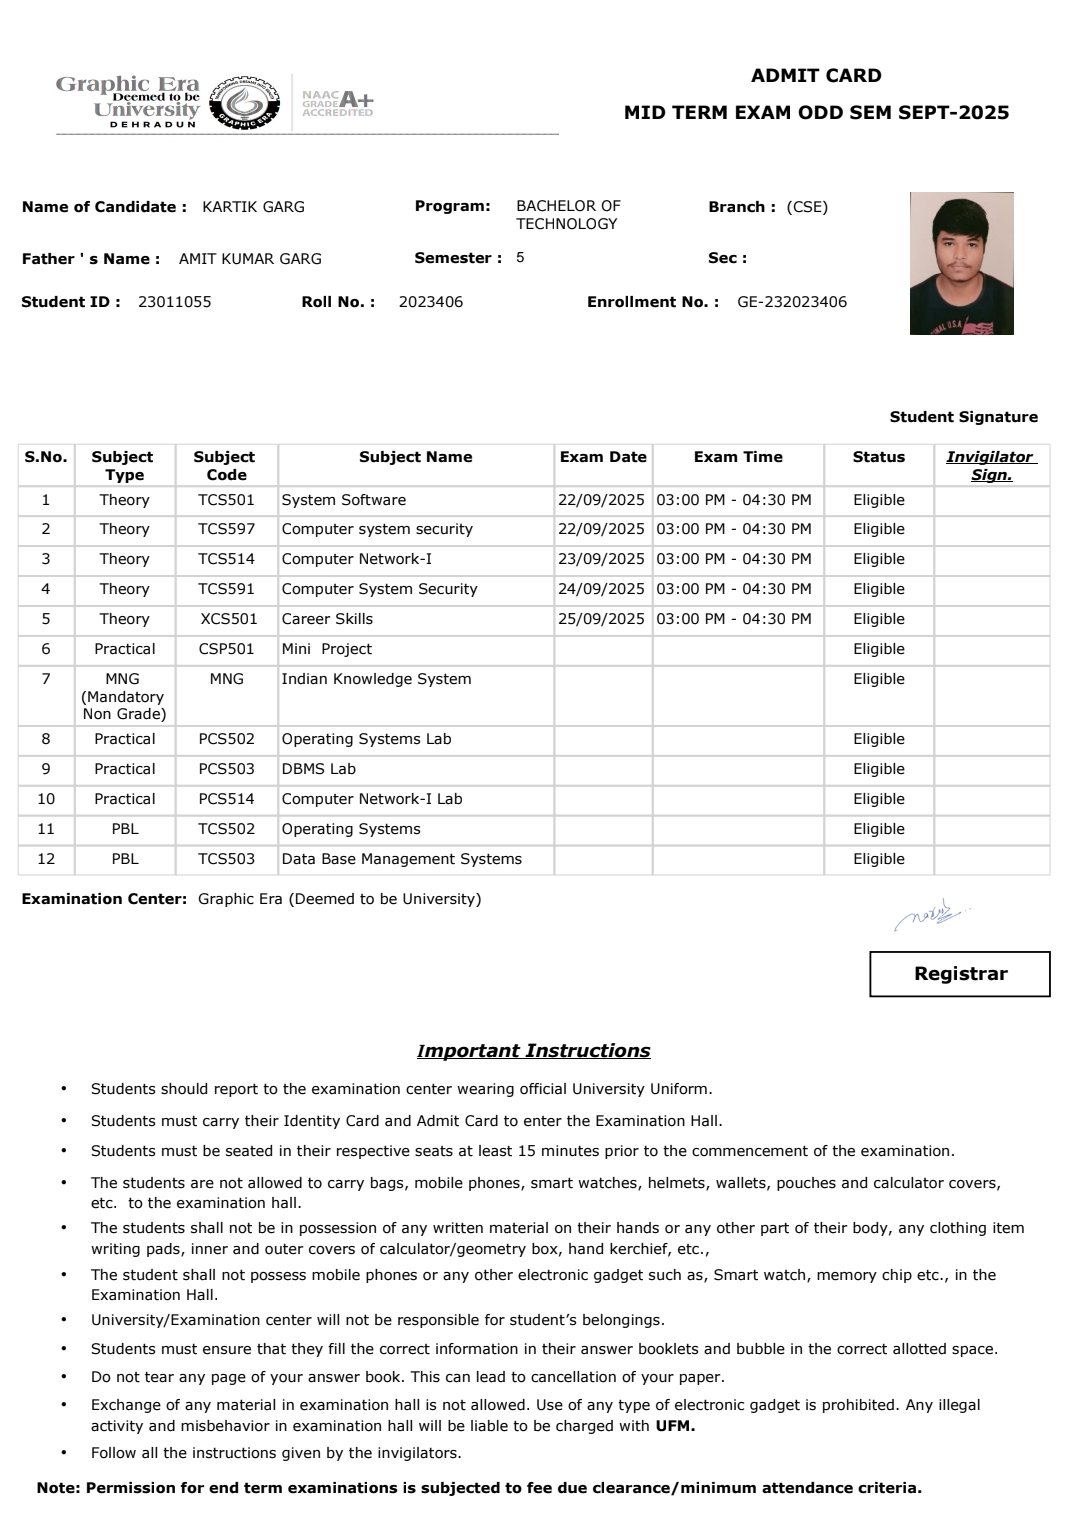 Graphic Era
Deemed to be
University
DEHRADUN
GRAPHIC ERA
NAAC
GRADE A+
ACCREDITED
ADMIT CARD
MID TERM EXAM ODD SEM SEPT-2025
Name of Candidate : KARTIK GARG Program: BACHELOR OF TECHNOLOGY Branch : (CSE)
Father ' s Name : AMIT KUMAR GARG Semester : 5 Sec :
Student ID : 23011055 Roll No. : 2023406 Enrollment No. : GE-232023406
Student Signature
S.No. Subject Type Subject Code Subject Name Exam Date Exam Time Status Invigilator Sign.
1 Theory TCS501 System Software 22/09/2025 03:00 PM - 04:30 PM Eligible
2 Theory TCS597 Computer system security 22/09/2025 03:00 PM - 04:30 PM Eligible
3 Theory TCS514 Computer Network-I 23/09/2025 03:00 PM - 04:30 PM Eligible
4 Theory TCS591 Computer System Security 24/09/2025 03:00 PM - 04:30 PM Eligible
5 Theory XCS501 Career Skills 25/09/2025 03:00 PM - 04:30 PM Eligible
6 Practical CSP501 Mini Project Eligible
7 MNG (Mandatory Non Grade) MNG Indian Knowledge System Eligible
8 Practical PCS502 Operating Systems Lab Eligible
9 Practical PCS503 DBMS Lab Eligible
10 Practical PCS514 Computer Network-I Lab Eligible
11 PBL TCS502 Operating Systems Eligible
12 PBL TCS503 Data Base Management Systems Eligible
Examination Center: Graphic Era (Deemed to be University)
Registrar
Important Instructions
• Students should report to the examination center wearing official University Uniform.
• Students must carry their Identity Card and Admit Card to enter the Examination Hall.
• Students must be seated in their respective seats at least 15 minutes prior to the commencement of the examination.
• The students are not allowed to carry bags, mobile phones, smart watches, helmets, wallets, pouches and calculator covers,
etc. to the examination hall.
• The students shall not be in possession of any written material on their hands or any other part of their body, any clothing item
writing pads, inner and outer covers of calculator/geometry box, hand kerchief, etc.,
• The student shall not possess mobile phones or any other electronic gadget such as, Smart watch, memory chip etc., in the
Examination Hall.
• University/Examination center will not be responsible for student’s belongings.
• Students must ensure that they fill the correct information in their answer booklets and bubble in the correct allotted space.
• Do not tear any page of your answer book. This can lead to cancellation of your paper.
• Exchange of any material in examination hall is not allowed. Use of any type of electronic gadget is prohibited. Any illegal
activity and misbehavior in examination hall will be liable to be charged with UFM.
• Follow all the instructions given by the invigilators.
Note: Permission for end term examinations is subjected to fee due clearance/minimum attendance criteria.